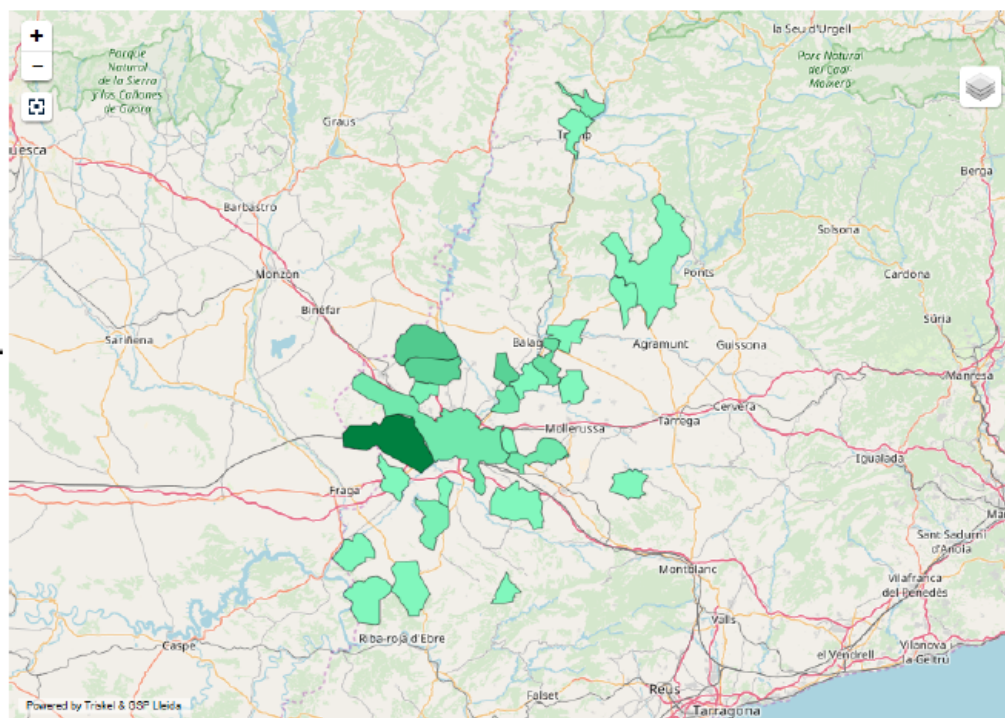 +
−
la Seu d'Urgell
Parque
Natural
de la Sierra
y los Cañones
de Guara
Parc Natural
del Cadí-
Moixeró
Graus
uesca
Berga
Barbastro
Solsona
Monzón
Ponts
Cardona
Binéfar
Súria
Sariñena
Balag
Agramunt
Guissona
Manresa
Cervera
Tàrrega
Mollerussa
Igualada
Fraga
Sant Sadurní
d'Anoia
Montblanc
Vilafranca
del Penedès
Valls
Riba-roja d'Ebre
Caspe
el Vendrell
Vilanova i
la Geltrú
Falset
Reus
Tarragona
Powered by Triskel & GSP Lleida